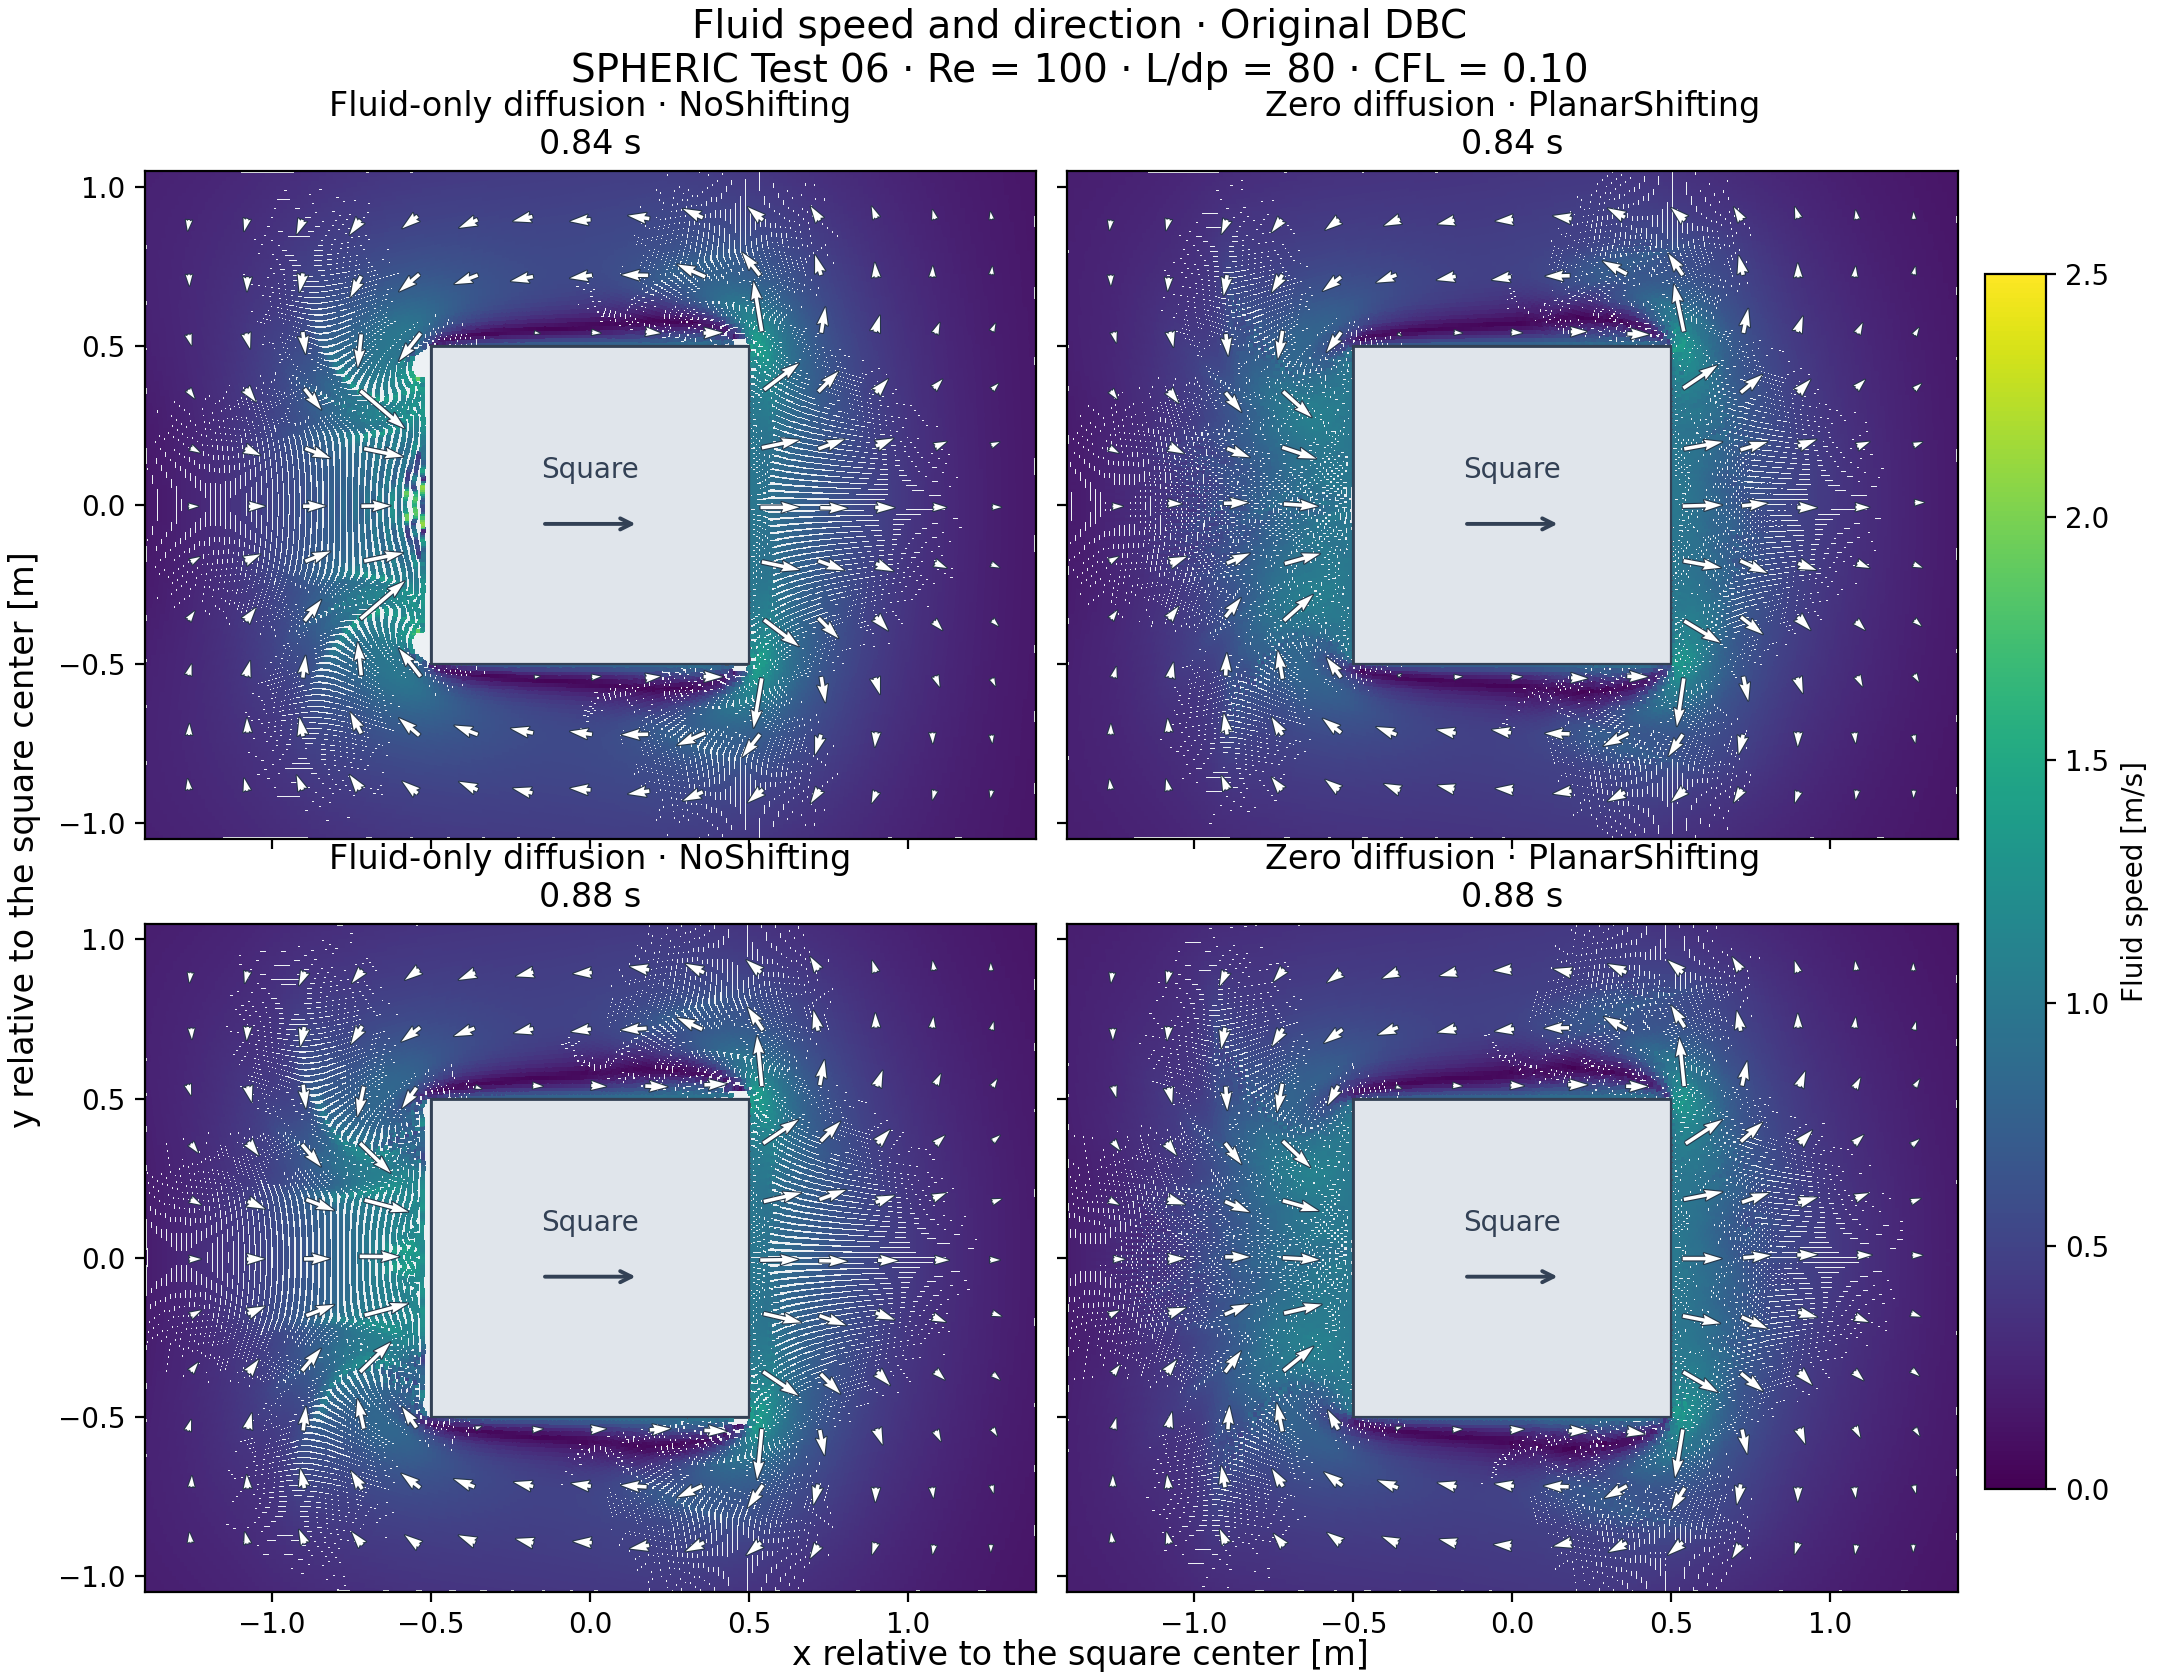 Fluid speed and direction · Original DBC
SPHERIC Test 06 · Re = 100 · L/dp = 80 · CFL = 0.10
Fluid-only diffusion · NoShifting
0.84 s
Zero diffusion · PlanarShifting
0.84 s
1.0
0.5
0.0
−0.5
−1.0
Square
Square
Fluid-only diffusion · NoShifting
0.88 s
Zero diffusion · PlanarShifting
0.88 s
1.0
0.5
0.0
−0.5
−1.0
Square
Square
−1.0 −0.5 0.0 0.5 1.0
−1.0 −0.5 0.0 0.5 1.0
x relative to the square center [m]
y relative to the square center [m]
2.5
2.0
1.5
1.0
0.5
0.0
Fluid speed [m/s]